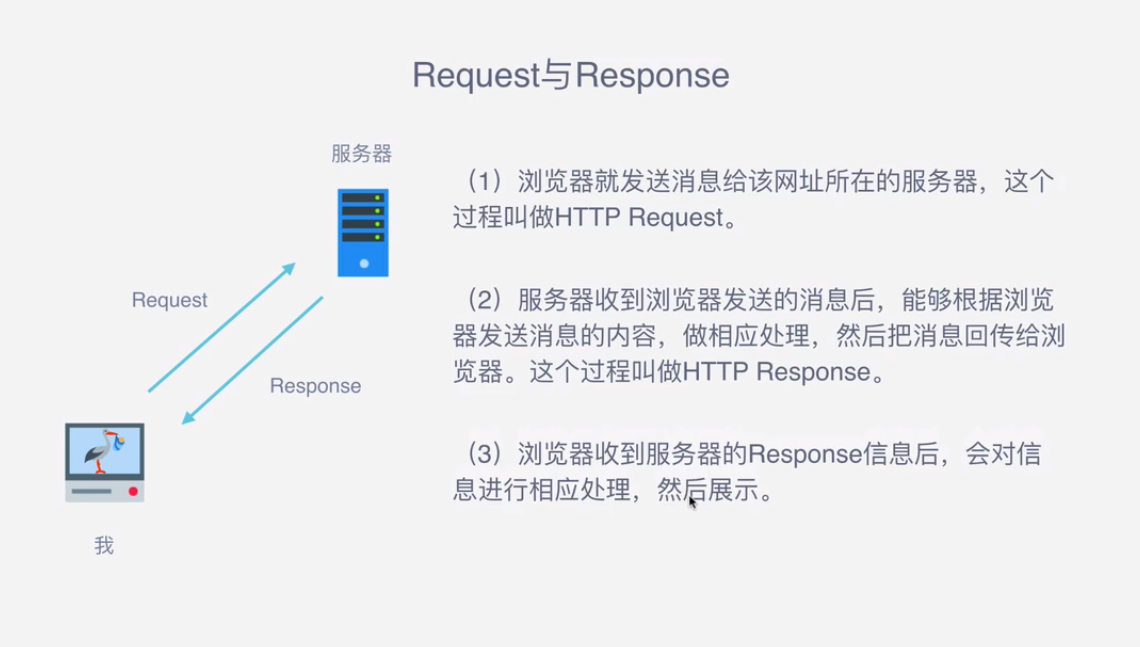 Request与Response
服务器
Request
Response
我
（1）浏览器就发送消息给该网址所在的服务器，这个
过程叫做HTTP Request。
（2）服务器收到浏览器发送的消息后，能够根据浏览
器发送消息的内容，做相应处理，然后把消息回传给浏
览器。这个过程叫做HTTP Response。
（3）浏览器收到服务器的Response信息后，会对信
息进行相应处理，然后展示。